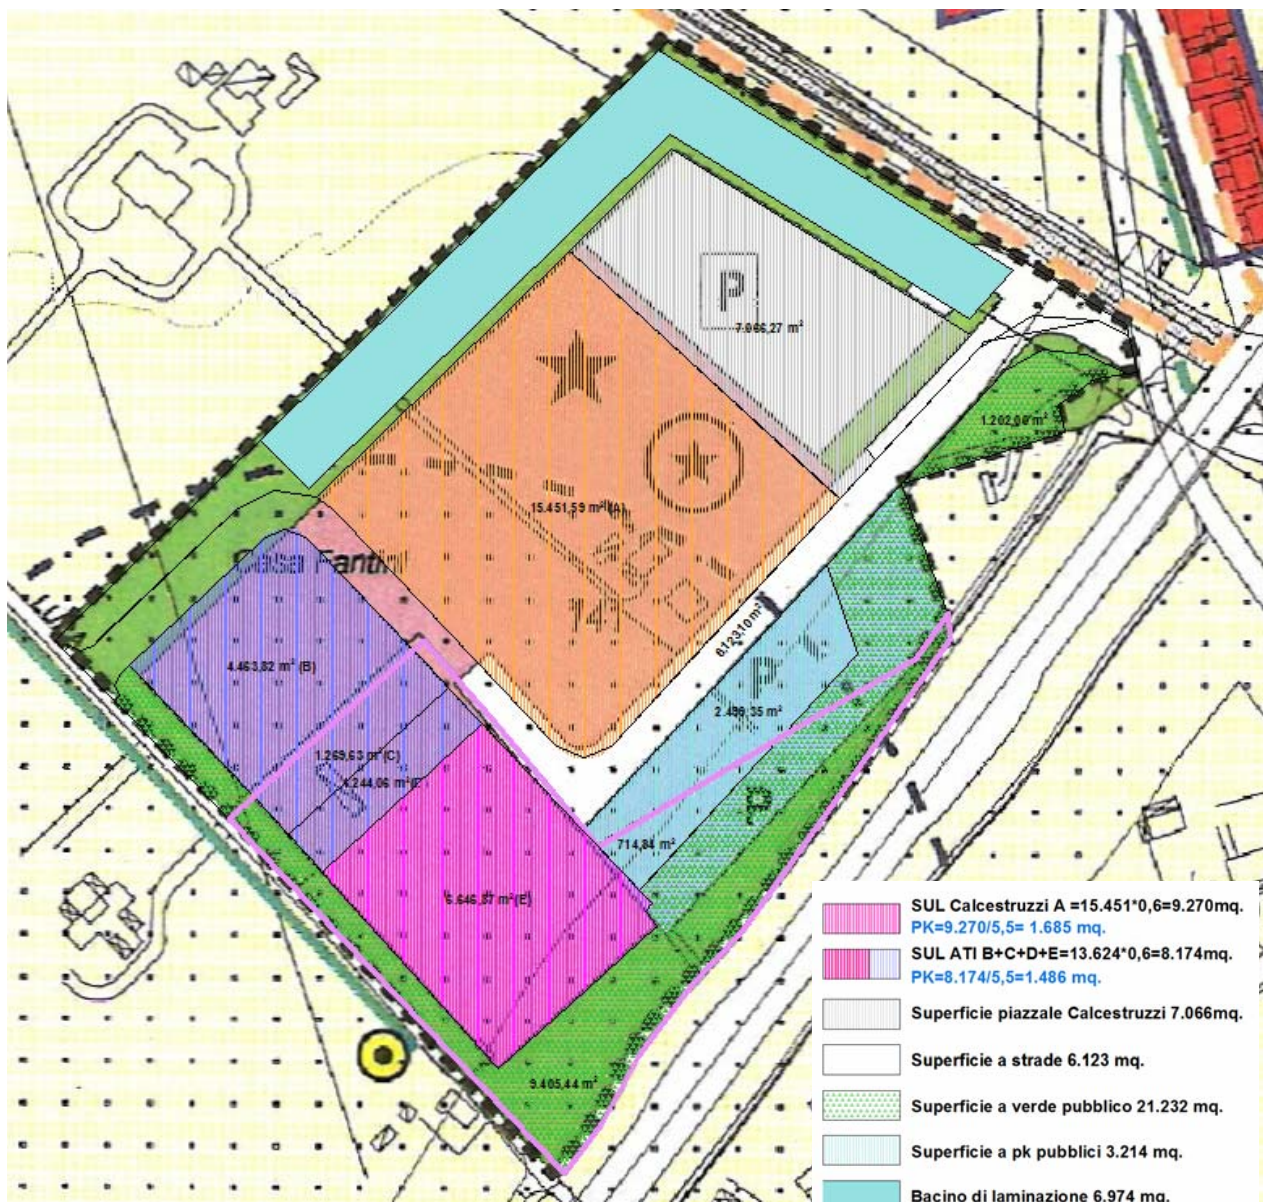 P
7.066,27 m²
1.202,00 m²
15.451,59 m² (A)
Casa Fantini
4.463,82 m² (B)
P
2.499,35 m²
1.269,63 m² (C)
714,84 m²
6.646,87 m² (E)
9.405,44 m²
SUL Calcestruzzi A =15.451*0,6=9.270mq.
PK=9.270/5,5= 1.685 mq.
SUL ATI B+C+D+E=13.624*0,6=8.174mq.
PK=8.174/5,5=1.486 mq.
Superficie piazzale Calcestruzzi 7.066mq.
Superficie a strade 6.123 mq.
Superficie a verde pubblico 21.232 mq.
Superficie a pk pubblici 3.214 mq.
Bacino di laminazione 6.974 mq.